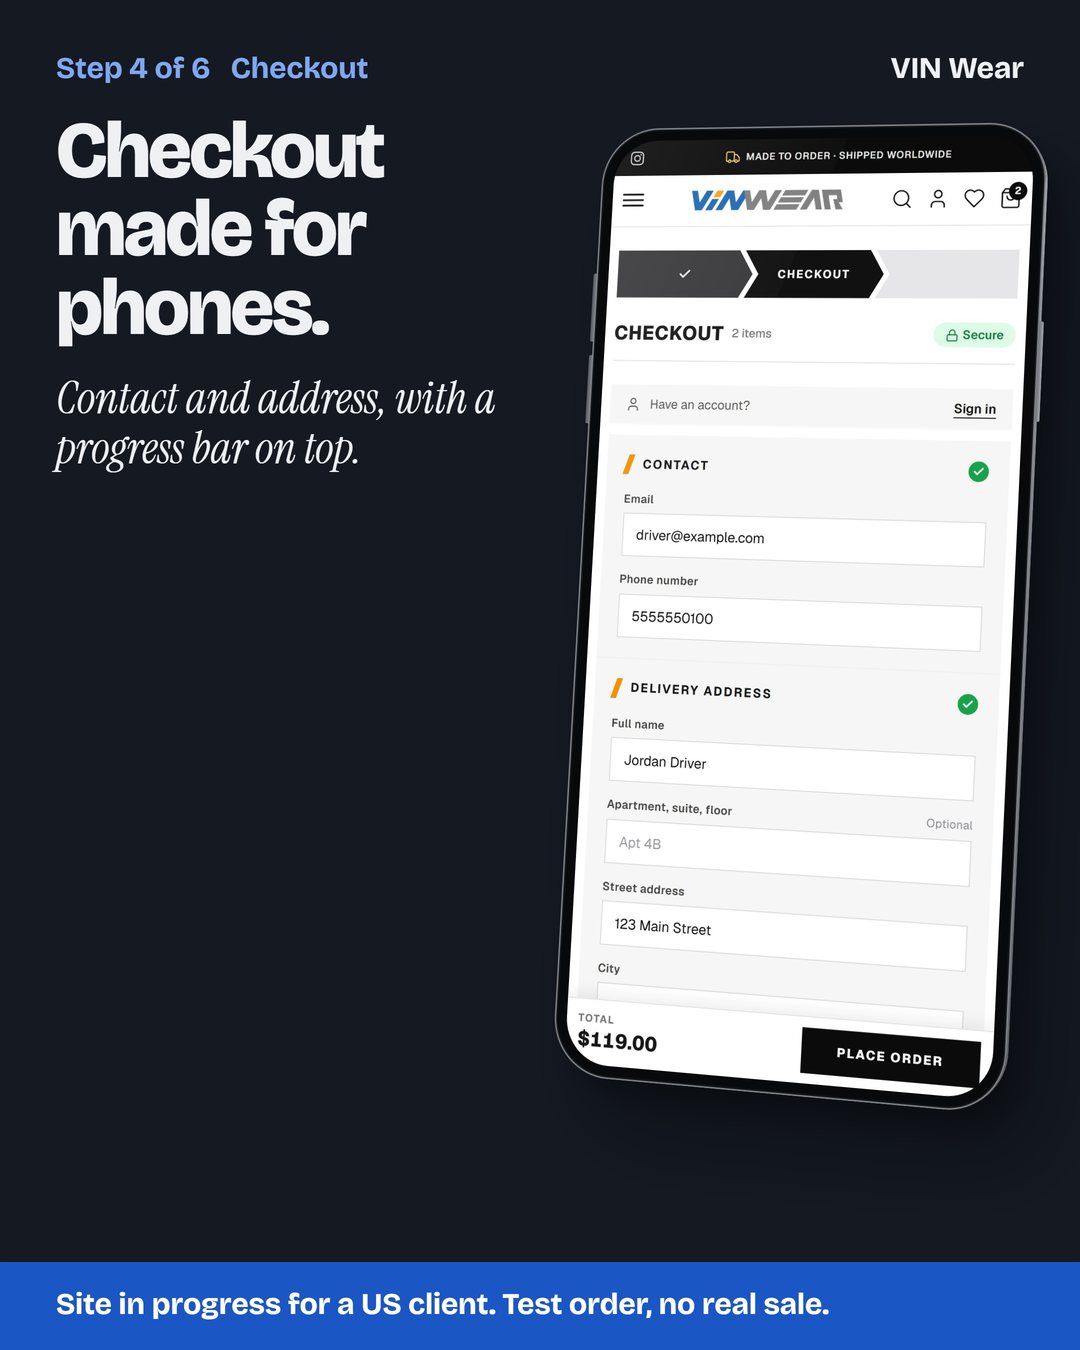 Step 4 of 6 Checkout
VIN Wear
Checkout
made for
phones.
Contact and address, with a
progress bar on top.
MADE TO ORDER · SHIPPED WORLDWIDE
VINWEAR
2
CHECKOUT
CHECKOUT 2 items
Secure
Have an account?
Sign in
CONTACT
Email
driver@example.com
Phone number
5555550100
DELIVERY ADDRESS
Full name
Jordan Driver
Apartment, suite, floor
Optional
Apt 4B
Street address
123 Main Street
City
TOTAL
$119.00
PLACE ORDER
Site in progress for a US client. Test order, no real sale.